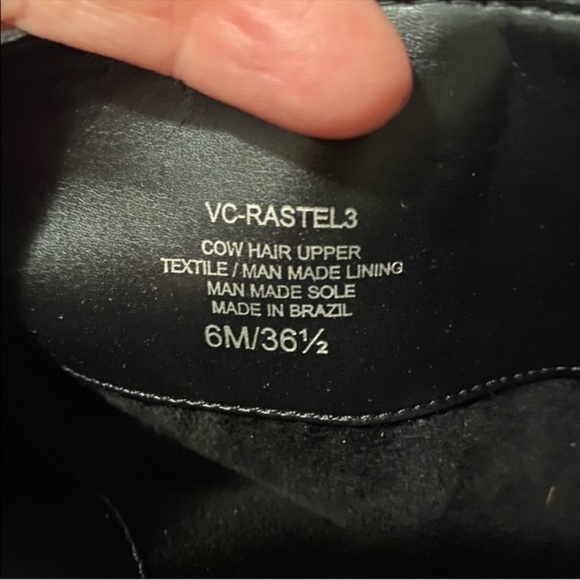 VC-RASTEL3
COW HAIR UPPER
TEXTILE / MAN MADE LINING
MAN MADE SOLE
MADE IN BRAZIL
6M/36½